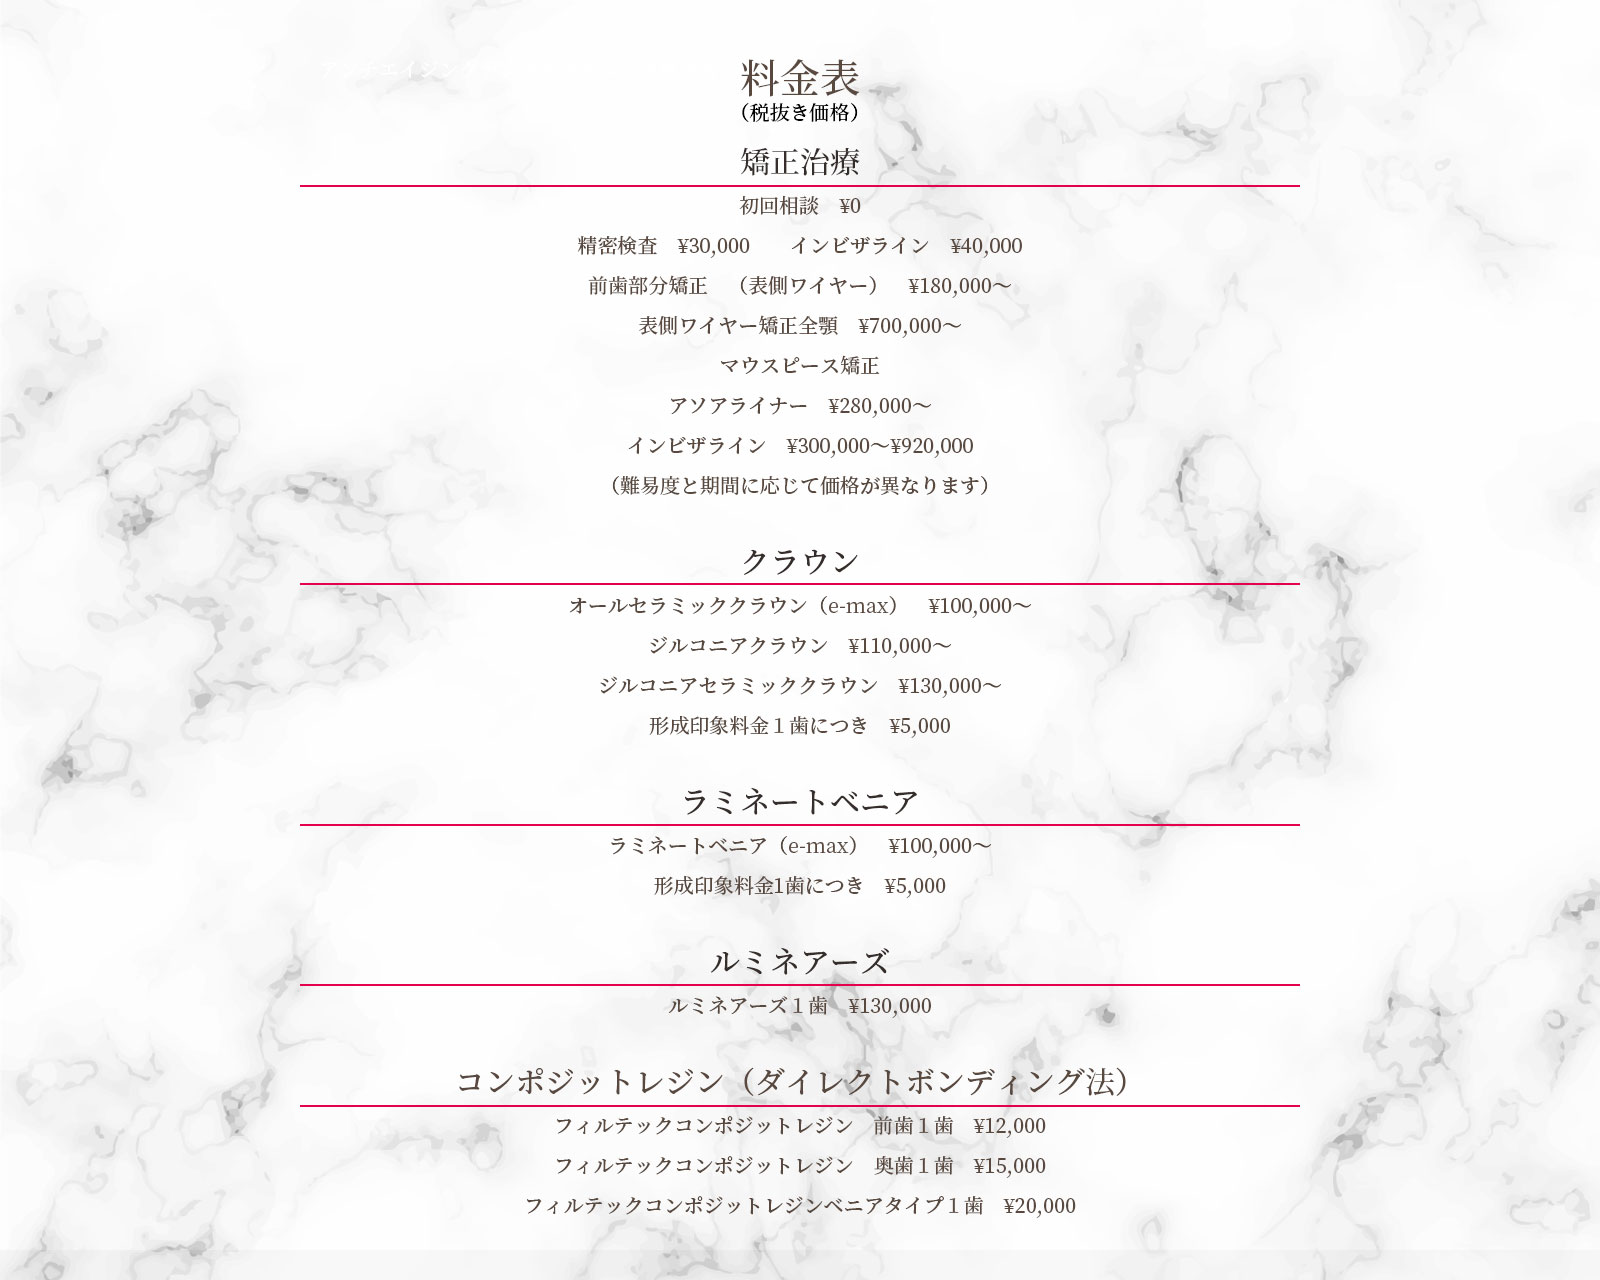 料金表
（税抜き価格）
矯正治療
初回相談　¥0
精密検査　¥30,000　　インビザライン　¥40,000
前歯部分矯正　（表側ワイヤー）　¥180,000〜
表側ワイヤー矯正全顎　¥700,000〜
マウスピース矯正
アソアライナー　¥280,000〜
インビザライン　¥300,000〜¥920,000
（難易度と期間に応じて価格が異なります）
クラウン
オールセラミッククラウン（e-max）　¥100,000〜
ジルコニアクラウン　¥110,000〜
ジルコニアセラミッククラウン　¥130,000〜
形成印象料金１歯につき　¥5,000
ラミネートベニア
ラミネートベニア（e-max）　¥100,000〜
形成印象料金1歯につき　¥5,000
ルミネアーズ
ルミネアーズ１歯　¥130,000
コンポジットレジン（ダイレクトボンディング法）
フィルテックコンポジットレジン　前歯１歯　¥12,000
フィルテックコンポジットレジン　奥歯１歯　¥15,000
フィルテックコンポジットレジンベニアタイプ１歯　¥20,000